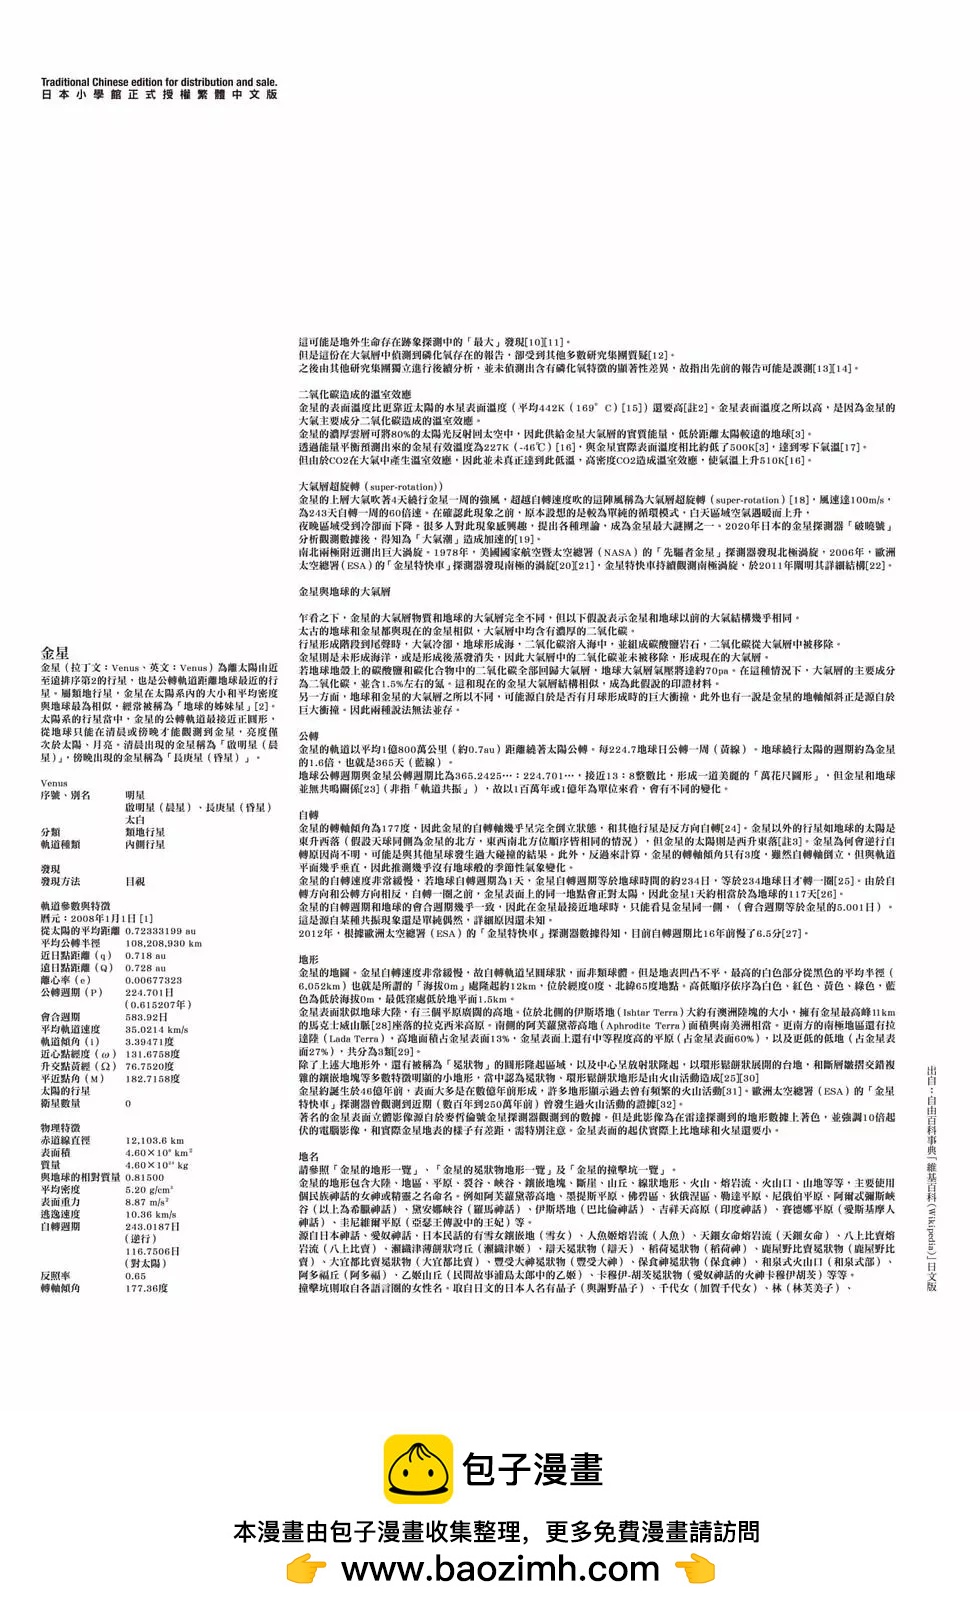 Traditional Chinese edition for distribution and sale.
日本小學館正式授權繁體中文版
金星
金星（拉丁文：Venus、英文：Venus）為離太陽由近
至遠排序第2的行星，也是公轉軌道距離地球最近的行
星。屬類地行星，金星在太陽系內的大小和平均密度
與地球最為相似，經常被稱為「地球的姊妹星」[2]。
太陽系的行星當中，金星的公轉軌道最接近正圓形，
從地球只能在清晨或傍晚才能觀測到金星，亮度僅
次於太陽、月亮。清晨出現的金星稱為「啟明星（晨
星）」，傍晚出現的金星稱為「長庚星（昏星）」。
Venus
序號、別名 明星
啟明星（晨星）、長庚星（昏星）
太白
分類 類地行星
軌道種類 內側行星
發現
發現方法 目視
軌道參數與特徵
曆元：2008年1月1日[1]
從太陽的平均距離 0.72333199 au
平均公轉半徑 108,208,930 km
近日點距離（q） 0.718 au
遠日點距離（Q） 0.728 au
離心率（e） 0.00677323
公轉週期（P） 224.701日
（0.615207年）
會合週期 583.92日
平均軌道速度 35.0214 km/s
軌道傾角（i） 3.39471度
近心點經度（ω） 131.6758度
升交點黃經（Ω） 76.7520度
平近點角（M） 182.7158度
太陽的行星
衛星數量 0
物理特徵
赤道線直徑 12,103.6 km
表面積 4.60×10⁸ km²
質量 4.60×10²⁴ kg
與地球的相對質量 0.81500
平均密度 5.20 g/cm³
表面重力 8.87 m/s²
逃逸速度 10.36 km/s
自轉週期 243.0187日
（逆行）
116.7506日
（對太陽）
反照率 0.65
轉軸傾角 177.36度
這可能是地外生命存在跡象探測中的「最大」發現[10][11]。
但是這份在大氣層中偵測到磷化氧存在的報告，卻受到其他多數研究集團質疑[12]。
之後由其他研究集團獨立進行後續分析，並未偵測出含有磷化氧特徵的顯著性差異，故指出先前的報告可能是誤測[13][14]。
二氧化碳造成的溫室效應
金星的表面溫度比更靠近太陽的水星表面溫度（平均442K（169°C）[15]）還要高[註2]。金星表面溫度之所以高，是因為金星的
大氣主要成分二氧化碳造成的溫室效應。
金星的濃厚雲層可將80%的太陽光反射回太空中，因此供給金星大氣層的實質能量，低於距離太陽較遠的地球[3]。
透過能量平衡預測出來的金星有效溫度為227K（-46℃）[16]，與金星實際表面溫度相比約低了500K[3]，達到零下氣溫[17]。
但由於CO2在大氣中產生溫室效應，因此並未真正達到此低溫，高密度CO2造成溫室效應，使氣溫上升510K[16]。
大氣層超旋轉（super-rotation））
金星的上層大氣吹著4天繞行金星一周的強風，超越自轉速度吹的這陣風稱為大氣層超旋轉（super-rotation）[18]，風速達100m/s，
為243天自轉一周的60倍速。在確認此現象之前，原本設想的是較為單純的循環模式，白天區域空氣遇暖而上升，
夜晚區域受到冷卻而下降。很多人對此現象感興趣，提出各種理論，成為金星最大謎團之一。2020年日本的金星探測器「破曉號」
分析觀測數據後，得知為「大氣潮」造成加速的[19]。
南北兩極附近測出巨大渦旋。1978年，美國國家航空暨太空總署（NASA）的「先驅者金星」探測器發現北極渦旋，2006年，歐洲
太空總署（ESA）的「金星特快車」探測器發現南極的渦旋[20][21]，金星特快車持續觀測南極渦旋，於2011年闡明其詳細結構[22]。
金星與地球的大氣層
乍看之下，金星的大氣層物質和地球的大氣層完全不同，但以下假說表示金星和地球以前的大氣結構幾乎相同。
太古的地球和金星都與現在的金星相似，大氣層中均含有濃厚的二氧化碳。
行星形成階段到尾聲時，大氣冷卻，地球形成海，二氧化碳溶入海中，並組成碳酸鹽岩石，二氧化碳從大氣層中被移除。
金星則是未形成海洋，或是形成後蒸發消失，因此大氣層中的二氧化碳並未被移除，形成現在的大氣層。
若地球地殼上的碳酸鹽和碳化合物中的二氧化碳全部回歸大氣層，地球大氣層氣壓將達約70pa。在這種情況下，大氣層的主要成分
為二氧化碳，並含1.5%左右的氮。這和現在的金星大氣層結構相似，成為此假說的印證材料。
另一方面，地球和金星的大氣層之所以不同，可能源自於是否有月球形成時的巨大衝撞，此外也有一說是金星的地軸傾斜正是源自於
巨大衝撞。因此兩種說法無法並存。
公轉
金星的軌道以平均1億800萬公里（約0.7au）距離繞著太陽公轉。每224.7地球日公轉一周（黃線）。地球繞行太陽的週期約為金星
的1.6倍，也就是365天（藍線）。
地球公轉週期與金星公轉週期比為365.2425…：224.701…，接近13：8整數比，形成一道美麗的「萬花尺圖形」，但金星和地球
並無共鳴關係[23]（非指「軌道共振」），故以1百萬年或1億年為單位來看，會有不同的變化。
自轉
金星的轉軸傾角為177度，因此金星的自轉軸幾乎呈完全倒立狀態，和其他行星是反方向自轉[24]。金星以外的行星如地球的太陽是
東升西落（假設天球同側為金星的北方，東西南北方位順序皆相同的情況），但金星的太陽則是西升東落[註3]。金星為何會逆行自
轉原因尚不明，可能是與其他星球發生過大碰撞的結果。此外，反過來計算，金星的轉軸傾角只有3度，雖然自轉軸倒立，但與軌道
平面幾乎垂直，因此推測幾乎沒有地球般的季節性氣象變化。
金星的自轉速度非常緩慢，若地球自轉週期為1天，金星自轉週期等於地球時間的約234日，等於234地球日才轉一圈[25]。由於自
轉方向和公轉方向相反，自轉一圈之前，金星表面上的同一地點會正對太陽，因此金星1天約相當於為地球的117天[26]。
金星的自轉週期和地球的會合週期幾乎一致，因此在金星最接近地球時，只能看見金星同一側，（會合週期等於金星的5.001日）。
這是源自某種共振現象還是單純偶然，詳細原因還未知。
2012年，根據歐洲太空總署（ESA）的「金星特快車」探測器數據得知，目前自轉週期比16年前慢了6.5分[27]。
地形
金星的地圖。金星自轉速度非常緩慢，故自轉軌道呈圓球狀，而非類球體。但是地表凹凸不平，最高的白色部分從黑色的平均半徑（
6,052km）也就是所謂的「海拔0m」處隆起約12km，位於經度0度、北緯65度地點。高低順序依序為白色、紅色、黃色、綠色，藍
色為低於海拔0m，最低窪處低於地平面1.5km。
金星表面狀似地球大陸，有三個平原廣闊的高地。位於北側的伊斯塔地（Ishtar Terra）大約有澳洲陸塊的大小，擁有金星最高峰11km
的馬克士威山脈[28]座落的拉克西米高原。南側的阿芙蘿黛蒂高地（Aphrodite Terra）面積與南美洲相當。更南方的南極地區還有拉
達陸（Lada Terra），高地面積占金星表面13%，金星表面上還有中等程度高的平原（占金星表面60%），以及更低的低地（占金星表
面27%），共分為3類[29]。
除了上述大地形外，還有被稱為「冕狀物」的圓形隆起區域，以及中心呈放射狀隆起，以環形鬆餅狀展開的台地，和斷層皺摺交錯複
雜的鑲嵌地塊等多數特徵明顯的小地形，當中認為冕狀物、環形鬆餅狀地形是由火山活動造成[25][30]
金星約誕生於46億年前，表面大多是在數億年前形成，許多地形顯示過去曾有頻繁的火山活動[31]。歐洲太空總署（ESA）的「金星
特快車」探測器曾觀測到近期（數百年到250萬年前）曾發生過火山活動的證據[32]。
著名的金星表面立體影像源自於麥哲倫號金星探測器觀測到的數據，但是此影像為在雷達探測到的地形數據上著色，並強調10倍起
伏的電腦影像，和實際金星地表的樣子有差距，需特別注意。金星表面的起伏實際上比地球和火星還要小。
地名
請參照「金星的地形一覽」、「金星的冕狀物地形一覽」及「金星的撞擊坑一覽」。
金星的地形包含大陸、地區、平原、裂谷、峽谷、鑲嵌地塊、斷崖、山丘、線狀地形、火山、熔岩流、火山口、山地等等，主要使用
個民族神話的女神或精靈之名命名。例如阿芙蘿黛蒂高地、墨提斯平原、佛碧區、狄俄涅區、勒達平原、尼俄伯平原、阿爾忒彌斯峽
谷（以上為希臘神話）、黛安娜峽谷（羅馬神話）、伊斯塔地（巴比倫神話）、吉祥天高原（印度神話）、賽德娜平原（愛斯基摩人
神話）、圭尼維爾平原（亞瑟王傳說中的王妃）等。
源自日本神話、愛奴神話、日本民話的有雪女鑲嵌地（雪女）、人魚姬熔岩流（人魚）、天鈿女命熔岩流（天鈿女命）、八上比賣熔
岩流（八上比賣）、瀨織津薄餅狀穹丘（瀨織津姬）、辯天冕狀物（辯天）、稻荷冕狀物（稻荷神）、鹿屋野比賣冕狀物（鹿屋野比
賣）、大宜都比賣冕狀物（大宜都比賣）、豐受大神冕狀物（豐受大神）、保食神冕狀物（保食神）、和泉式火山口（和泉式部）、
阿多福丘（阿多福）、乙姬山丘（民間故事浦島太郎中的乙姬）、卡穆伊-胡茨冕狀物（愛奴神話的火神卡穆伊胡茨）等等。
撞擊坑則取自各語言圈的女性名。取自日文的日本人名有晶子（與謝野晶子）、千代女（加賀千代女）、林（林芙美子）、
出自：自由百科事典「維基百科（Wikipedia）」日文版
包子漫畫
本漫畫由包子漫畫收集整理，更多免費漫畫請訪問
👉 www.baozimh.com 👈